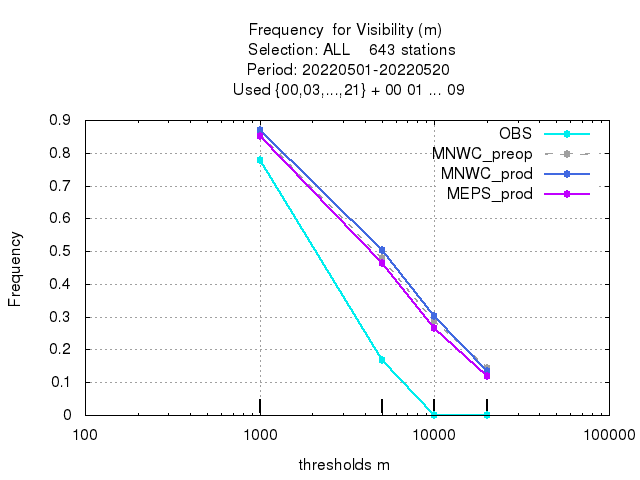 Frequency  for Visibility (m)
Selection: ALL    643 stations
Period: 20220501-20220520
Used {00,03,...,21} + 00 01 ... 09
OBS
MNWC_preop
MNWC_prod
MEPS_prod
0.9
0.8
0.7
0.6
0.5
0.4
0.3
0.2
0.1
0
Frequency
100 1000 10000 100000
thresholds m